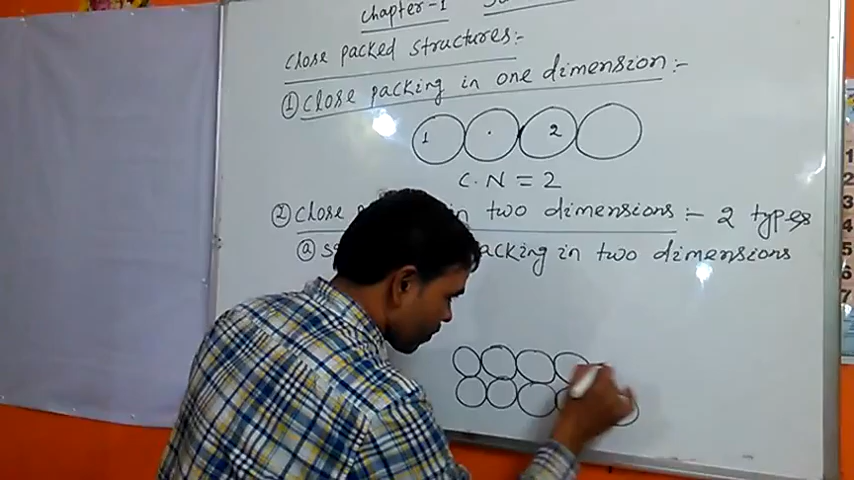 chapter-1
close packed structures:-
① close packing in one dimension:-
1 2
C.N = 2
② close in two dimensions:- 2 types
ⓐ packing in two dimensions